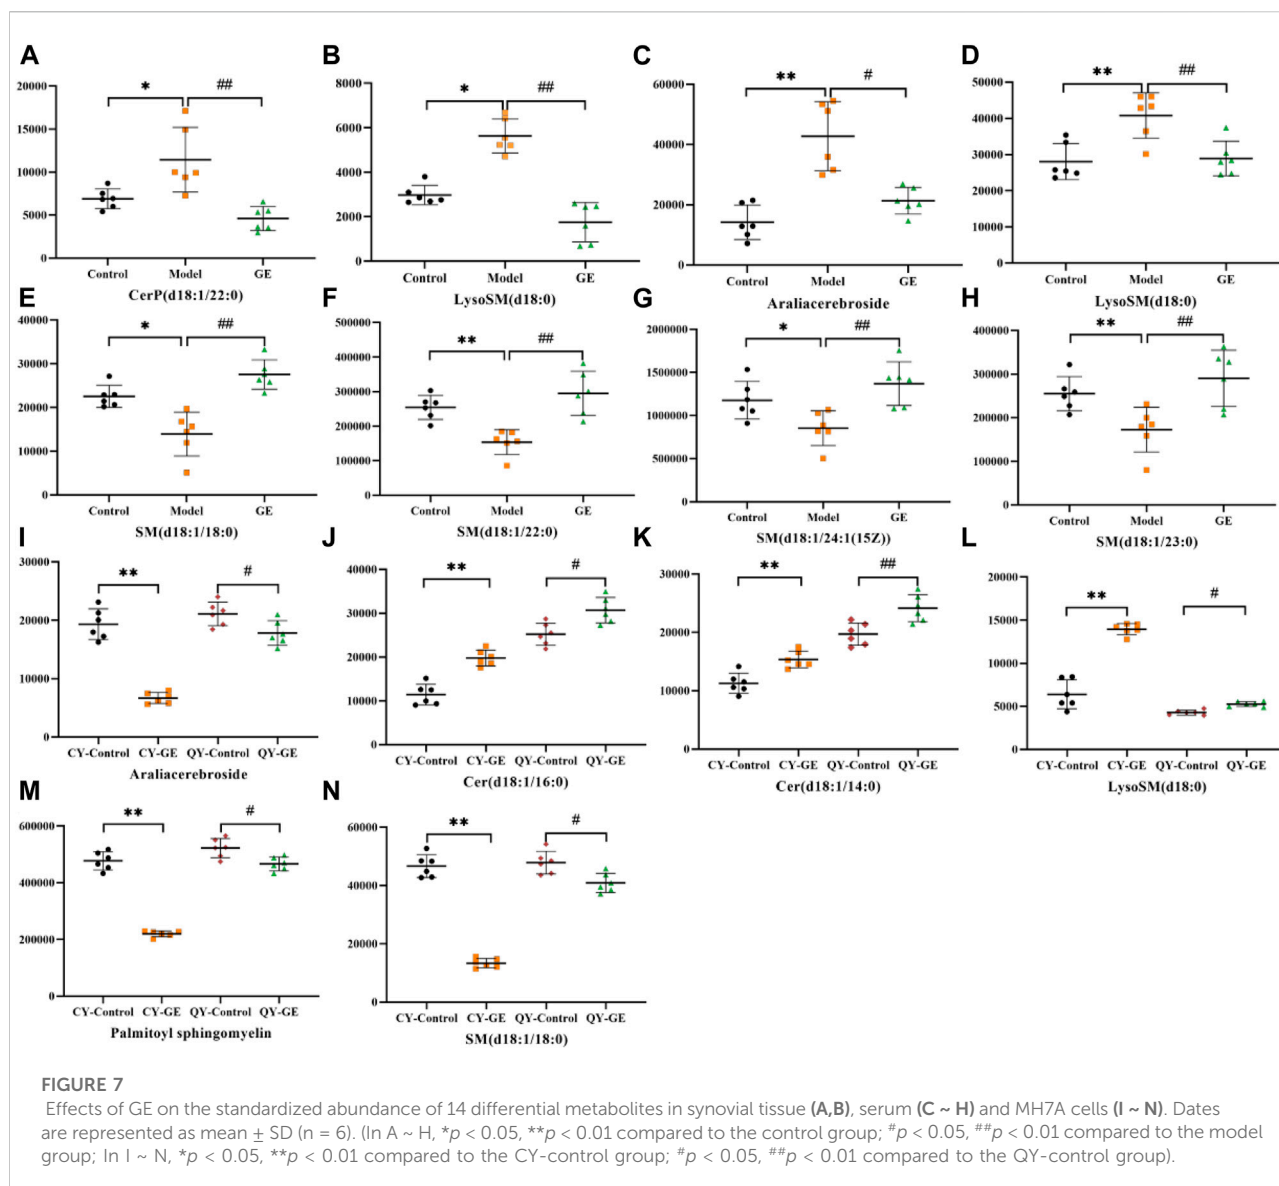 A
B
C
D
20000
15000
10000
5000
0
* ##
Control Model GE
CerP(d18:1/22:0)
8000
6000
4000
2000
0
* ##
Control Model GE
LysoSM(d18:0)
60000
40000
20000
0
** #
Control Model GE
Araliacerebroside
50000
40000
30000
20000
10000
0
** ##
Control Model GE
LysoSM(d18:0)
E
F
G
H
40000
30000
20000
10000
0
* ##
Control Model GE
SM(d18:1/18:0)
500000
400000
300000
200000
100000
0
** ##
Control Model GE
SM(d18:1/22:0)
2000000
1500000
1000000
500000
0
* ##
Control Model GE
SM(d18:1/24:1(15Z))
400000
300000
200000
100000
0
** ##
Control Model GE
SM(d18:1/23:0)
I
J
K
L
30000
20000
10000
0
** #
CY-Control CY-GE QY-Control QY-GE
Araliacerebroside
40000
30000
20000
10000
0
** #
CY-Control CY-GE QY-Control QY-GE
Cer(d18:1/16:0)
30000
20000
10000
0
** ##
CY-Control CY-GE QY-Control QY-GE
Cer(d18:1/14:0)
20000
15000
10000
5000
0
** #
CY-Control CY-GE QY-Control QY-GE
LysoSM(d18:0)
M
N
600000
400000
200000
0
** #
CY-Control CY-GE QY-Control QY-GE
Palmitoyl sphingomyelin
60000
40000
20000
0
** #
CY-Control CY-GE QY-Control QY-GE
SM(d18:1/18:0)
FIGURE 7
Effects of GE on the standardized abundance of 14 differential metabolites in synovial tissue (A,B), serum (C ~ H) and MH7A cells (I ~ N). Dates
are represented as mean ± SD (n = 6). (In A ~ H, *p < 0.05, **p < 0.01 compared to the control group; #p < 0.05, ##p < 0.01 compared to the model
group; In I ~ N, *p < 0.05, **p < 0.01 compared to the CY-control group; #p < 0.05, ##p < 0.01 compared to the QY-control group).